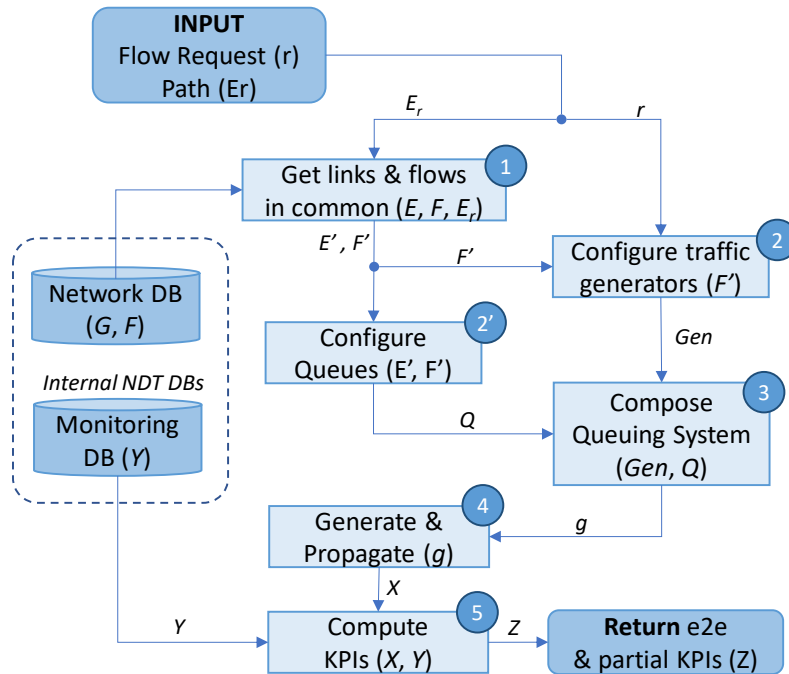 INPUT
Flow Request (r)
Path (Er)
Er
r
1
Get links & flows
in common (E, F, Er)
E' , F'
F'
2
Configure traffic
generators (F')
Network DB
(G, F)
2'
Configure
Queues (E', F')
Gen
Internal NDT DBs
3
Compose
Queuing System
(Gen, Q)
Monitoring
DB (Y)
Q
4
Generate &
Propagate (g)
g
X
5
Compute
KPIs (X, Y)
Y
Z
Return e2e
& partial KPIs (Z)